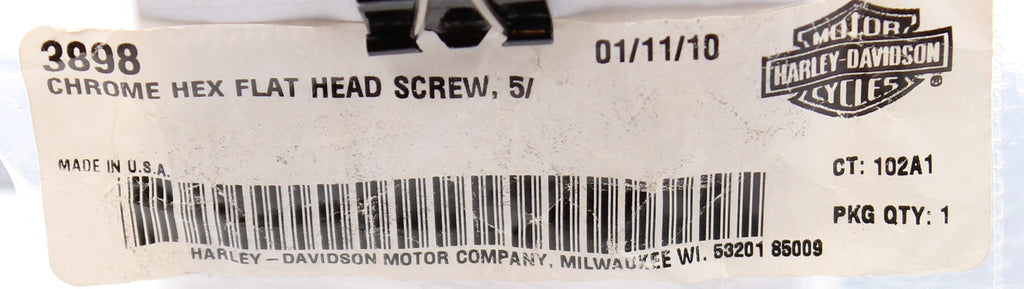 3898
01/11/10
MOTOR
HARLEY-DAVIDSON
CYCLES
®
CHROME HEX FLAT HEAD SCREW, 5/
MADE IN U.S.A.
CT: 102A1
PKG QTY: 1
HARLEY-DAVIDSON MOTOR COMPANY, MILWAUKEE WI. 53201 85009